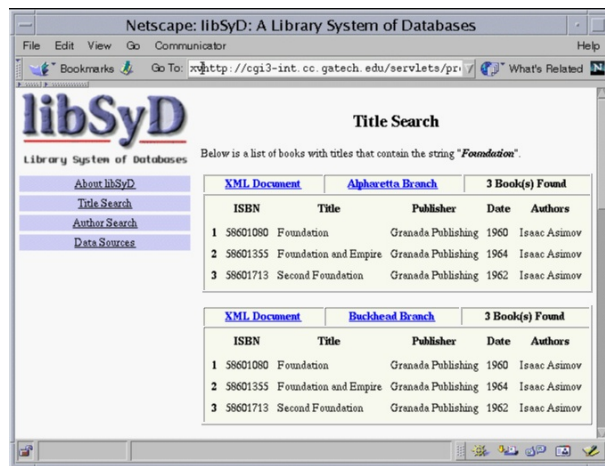 Netscape: libSyD: A Library System of Databases
File Edit View Go Communicator Help
Bookmarks Go To: http://cgi3-int.cc.gatech.edu/servlets/pr What's Related N
libSyD
Library System of Databases
About libSyD
Title Search
Author Search
Data Sources
Title Search
Below is a list of books with titles that contain the string "Foundation".
XML Document Alpharetta Branch 3 Book(s) Found
ISBN Title Publisher Date Authors
1 58601080 Foundation Granada Publishing 1960 Isaac Asimov
2 58601355 Foundation and Empire Granada Publishing 1964 Isaac Asimov
3 58601713 Second Foundation Granada Publishing 1962 Isaac Asimov
XML Document Buckhead Branch 3 Book(s) Found
ISBN Title Publisher Date Authors
1 58601080 Foundation Granada Publishing 1960 Isaac Asimov
2 58601355 Foundation and Empire Granada Publishing 1964 Isaac Asimov
3 58601713 Second Foundation Granada Publishing 1962 Isaac Asimov